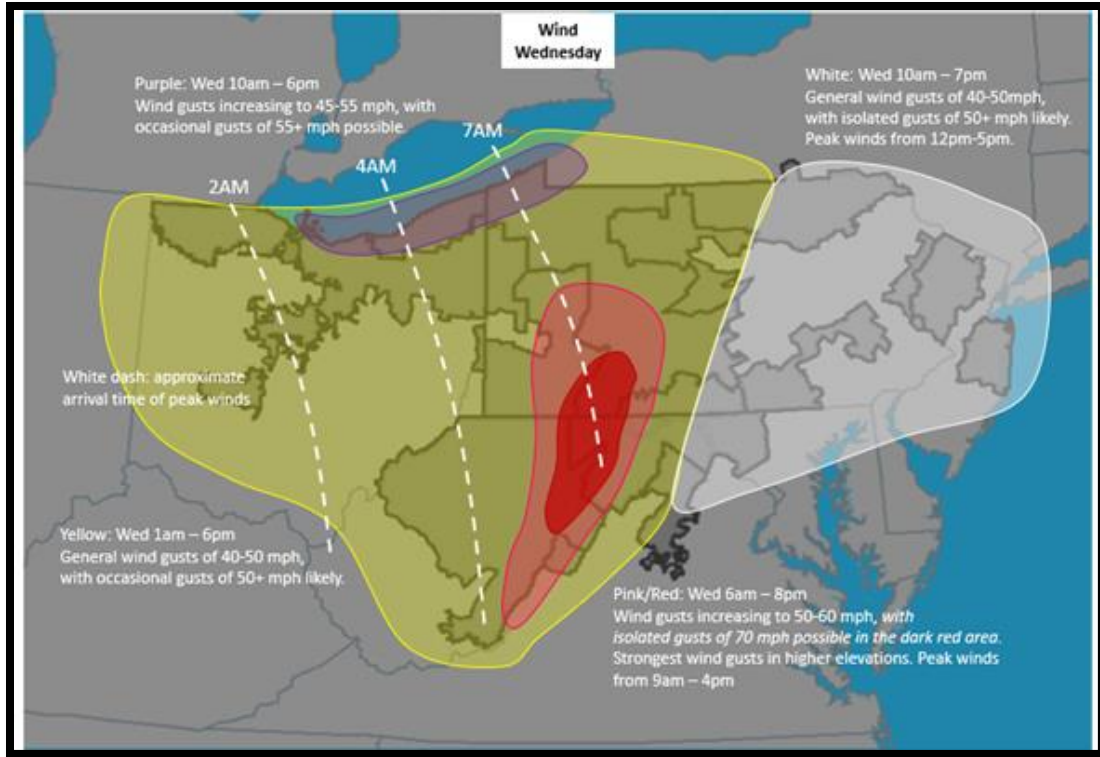 Wind
Wednesday
Purple: Wed 10am – 6pm
Wind gusts increasing to 45-55 mph, with
occasional gusts of 55+ mph possible.
White: Wed 10am – 7pm
General wind gusts of 40-50mph,
with isolated gusts of 50+ mph likely.
Peak winds from 12pm-5pm.
7AM
4AM
2AM
White dash: approximate
arrival time of peak winds
Yellow: Wed 1am – 6pm
General wind gusts of 40-50 mph,
with occasional gusts of 50+ mph likely.
Pink/Red: Wed 6am – 8pm
Wind gusts increasing to 50-60 mph, with
isolated gusts of 70 mph possible in the dark red area.
Strongest wind gusts in higher elevations. Peak winds
from 9am – 4pm